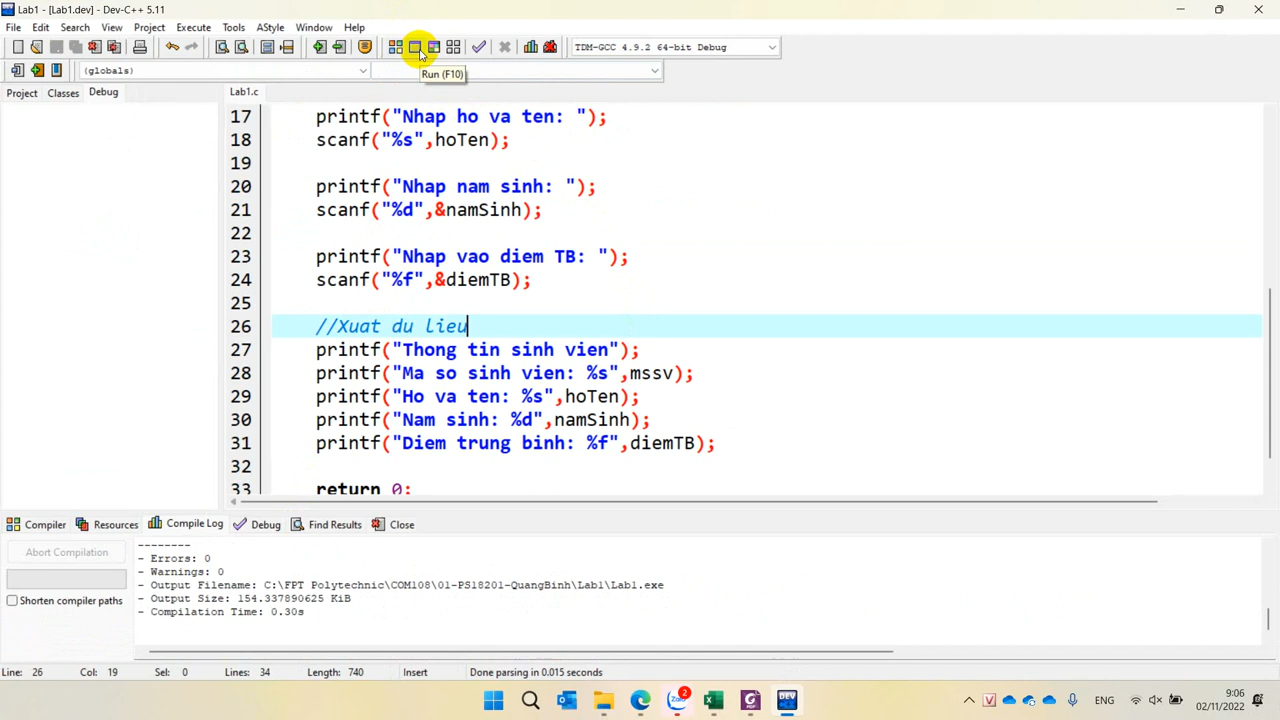 Lab1 - [Lab1.dev] - Dev-C++ 5.11
File Edit Search View Project Execute Tools AStyle Window Help
TDM-GCC 4.9.2 64-bit Debug
(globals)
Run (F10)
Project Classes Debug
Lab1.c
17 printf("Nhap ho va ten: ");
18 scanf("%s",hoTen);
19
20 printf("Nhap nam sinh: ");
21 scanf("%d",&namSinh);
22
23 printf("Nhap vao diem TB: ");
24 scanf("%f",&diemTB);
25
26 //Xuat du lieu
27 printf("Thong tin sinh vien");
28 printf("Ma so sinh vien: %s",mssv);
29 printf("Ho va ten: %s",hoTen);
30 printf("Nam sinh: %d",namSinh);
31 printf("Diem trung binh: %f",diemTB);
32
33 return 0;
Compiler Resources Compile Log Debug Find Results Close
Abort Compilation
Shorten compiler paths
--------
- Errors: 0
- Warnings: 0
- Output Filename: C:\FPT Polytechnic\COM108\01-PS18201-QuangBinh\Lab1\Lab1.exe
- Output Size: 154.337890625 KiB
- Compilation Time: 0.30s
Line: 26 Col: 19 Sel: 0 Lines: 34 Length: 740 Insert Done parsing in 0.015 seconds
Zalo 2
DEV
ENG
9:06
02/11/2022